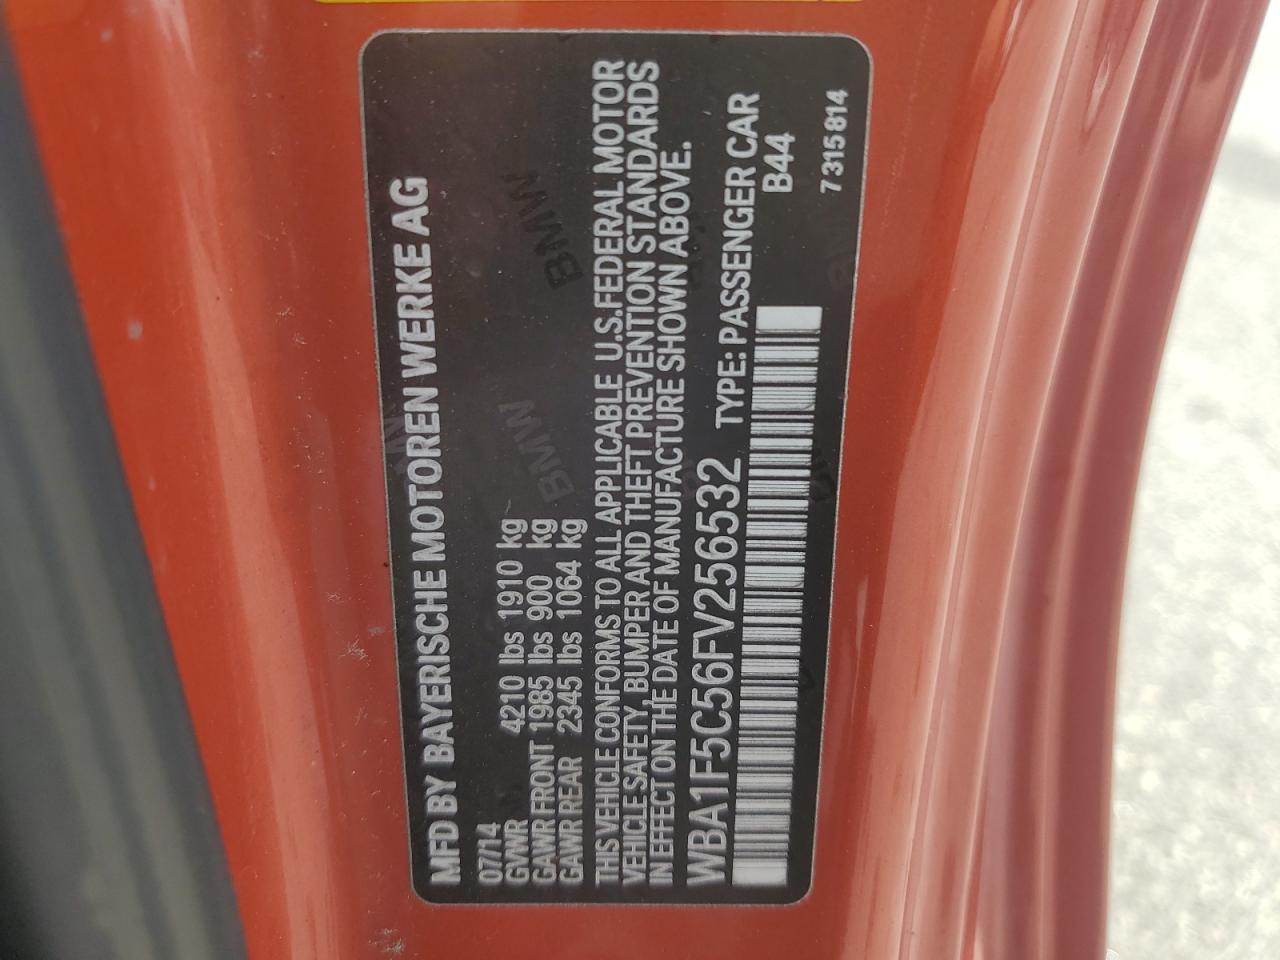 MFD BY BAYERISCHE MOTOREN WERKE AG
07/14
GVWR 4210 lbs 1910 kg
GAWR FRONT 1985 lbs 900 kg
GAWR REAR 2345 lbs 1064 kg
THIS VEHICLE CONFORMS TO ALL APPLICABLE U.S.FEDERAL MOTOR
VEHICLE SAFETY, BUMPER AND THEFT PREVENTION STANDARDS
IN EFFECT ON THE DATE OF MANUFACTURE SHOWN ABOVE.
WBA1F5C56FV256532 TYPE: PASSENGER CAR
B44
7 315 814
BMW
BMW